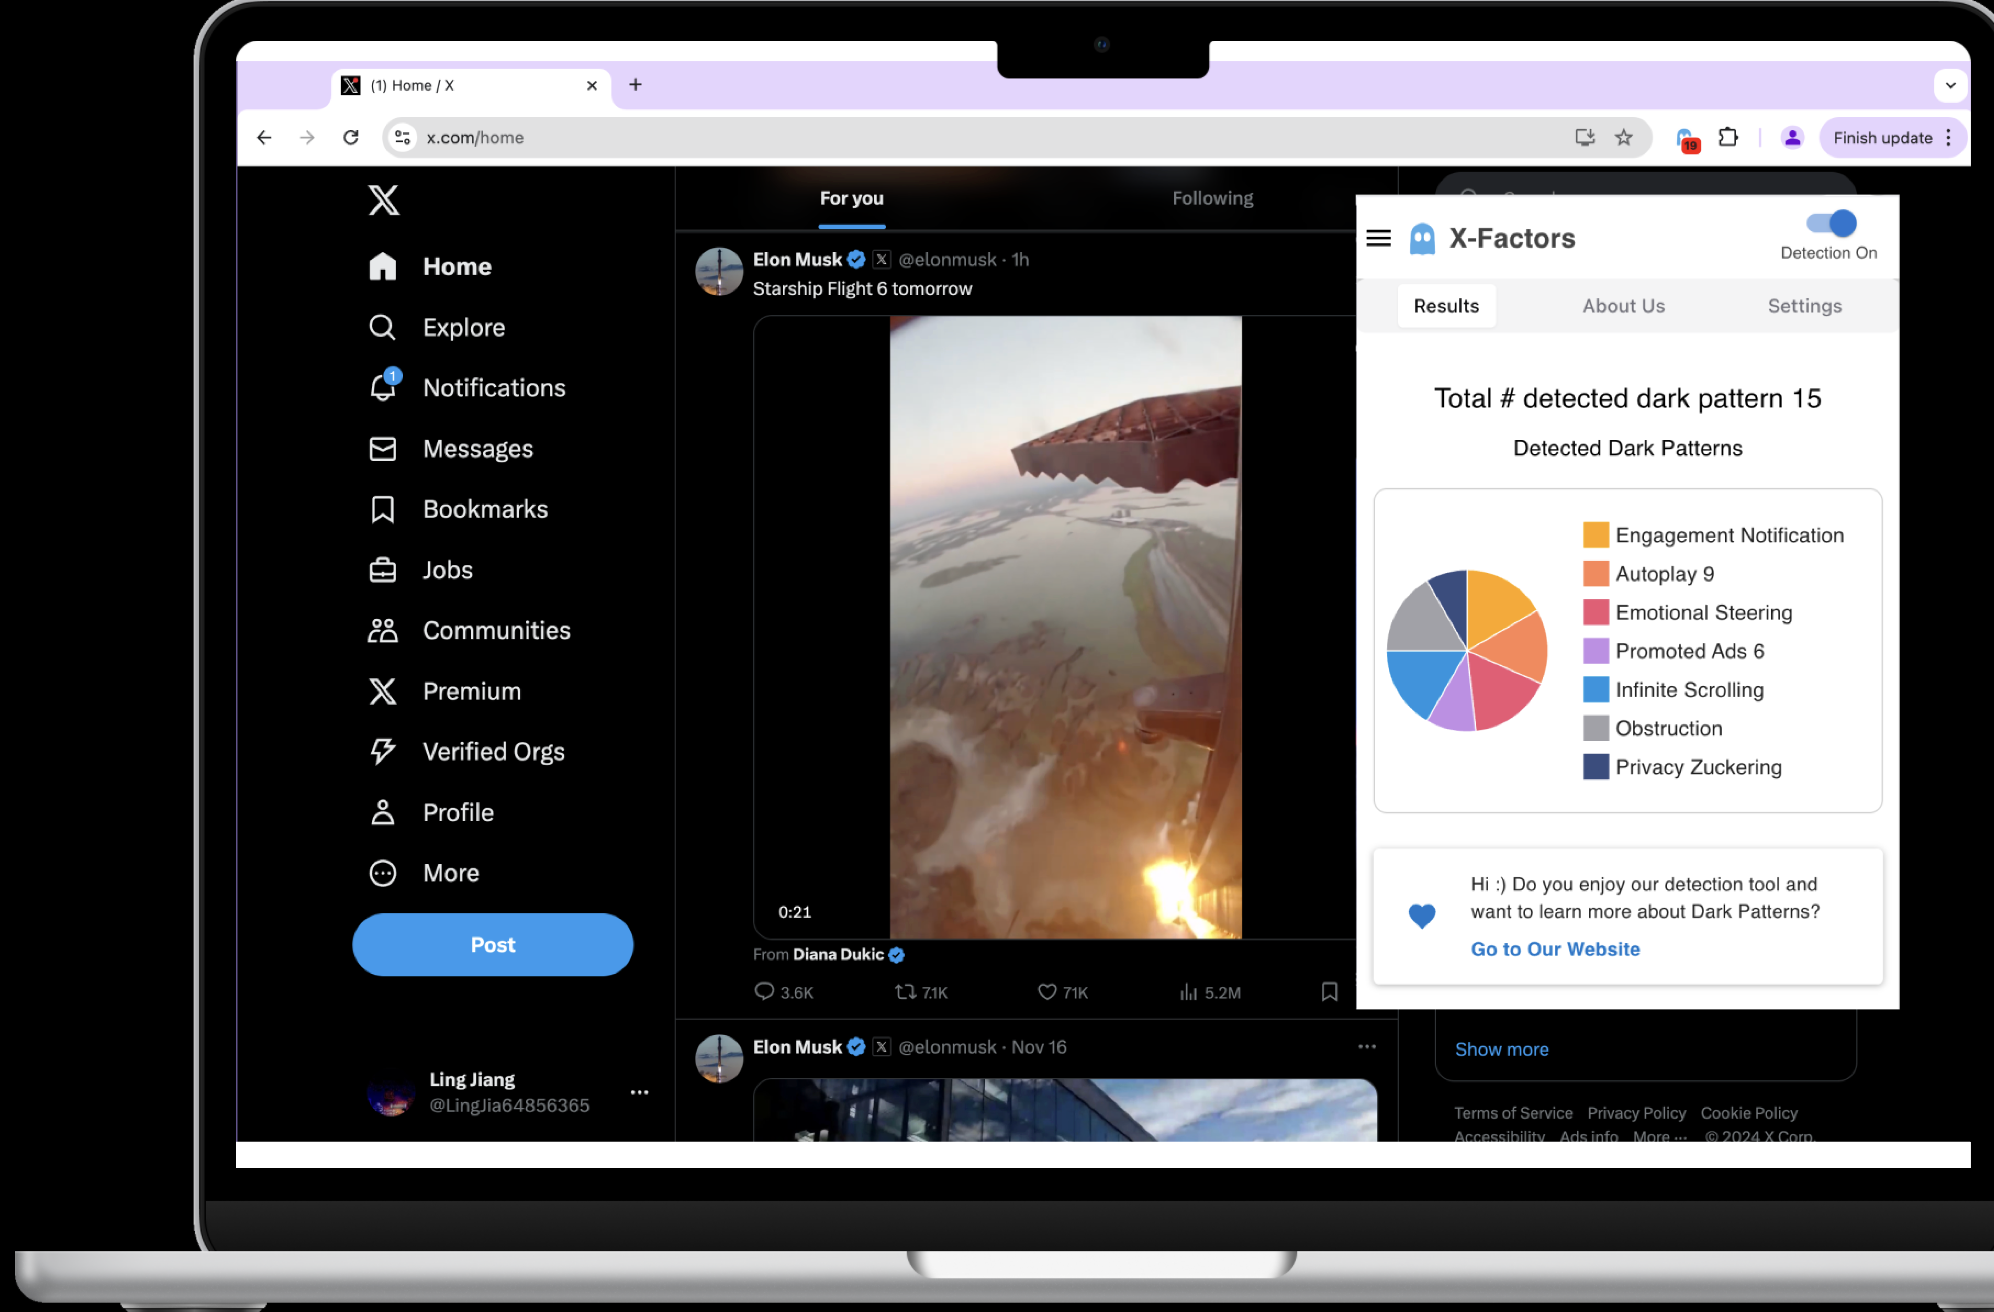 (1) Home / X
x.com/home
19
Finish update
Home
Explore
1
Notifications
Messages
Bookmarks
Jobs
Communities
Premium
Verified Orgs
Profile
More
Post
Ling Jiang
@LingJia64856365
For you
Following
Elon Musk @elonmusk · 1h
Starship Flight 6 tomorrow
0:21
From Diana Dukic
3.6K 7.1K 71K 5.2M
Elon Musk @elonmusk · Nov 16
X-Factors
Detection On
Results About Us Settings
Total # detected dark pattern 15
Detected Dark Patterns
Engagement Notification
Autoplay 9
Emotional Steering
Promoted Ads 6
Infinite Scrolling
Obstruction
Privacy Zuckering
Hi :) Do you enjoy our detection tool and
want to learn more about Dark Patterns?
Go to Our Website
Show more
Terms of Service Privacy Policy Cookie Policy
Accessibility Ads info More ··· © 2024 X Corp.